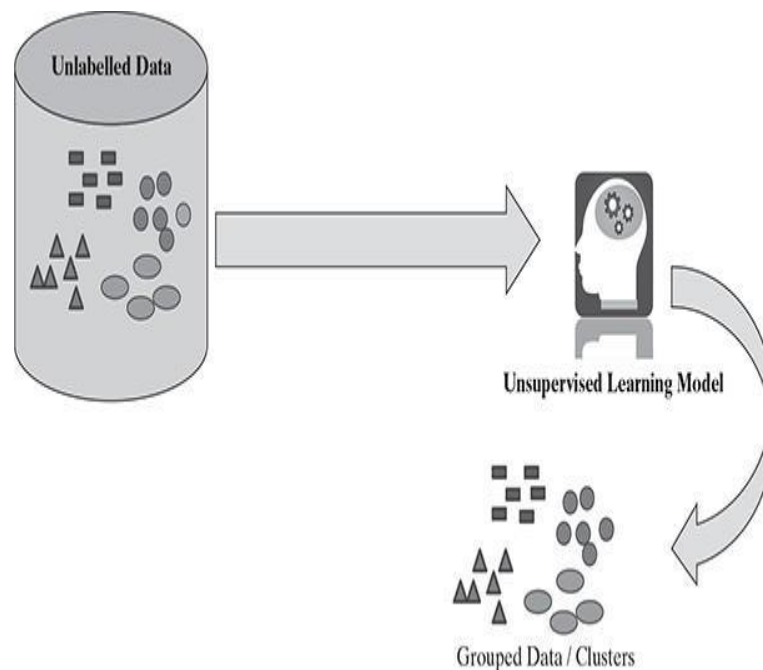 Unlabelled Data
Unsupervised Learning Model
Grouped Data / Clusters